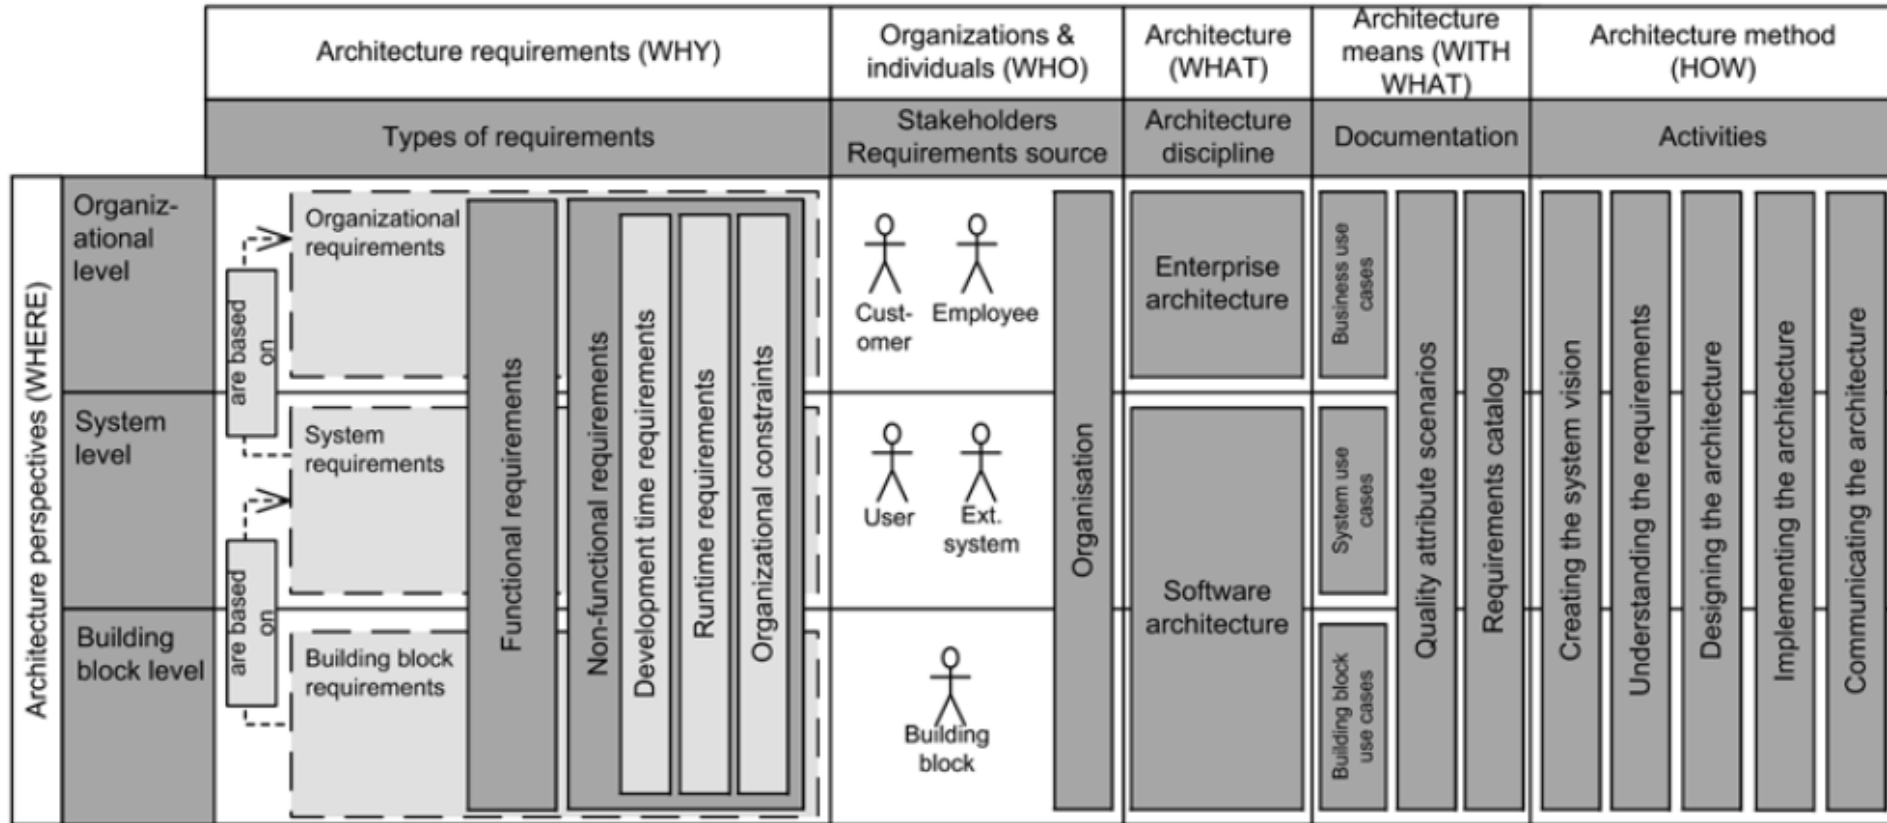 Architecture requirements (WHY)
Organizations &
individuals (WHO)
Architecture
(WHAT)
Architecture
means (WITH
WHAT)
Architecture method
(HOW)
Types of requirements
Stakeholders
Requirements source
Architecture
discipline
Documentation
Activities
Architecture perspectives (WHERE)
Organiz-
ational
level
System
level
Building
block level
are based
on
are based
on
Organizational
requirements
System
requirements
Building block
requirements
Functional requirements
Non-functional requirements
Development time requirements
Runtime requirements
Organizational constraints
Cust-
omer
Employee
User
Ext.
system
Building
block
Organisation
Enterprise
architecture
Software
architecture
Business use
cases
System use
cases
Building block
use cases
Quality attribute scenarios
Requirements catalog
Creating the system vision
Understanding the requirements
Designing the architecture
Implementing the architecture
Communicating the architecture